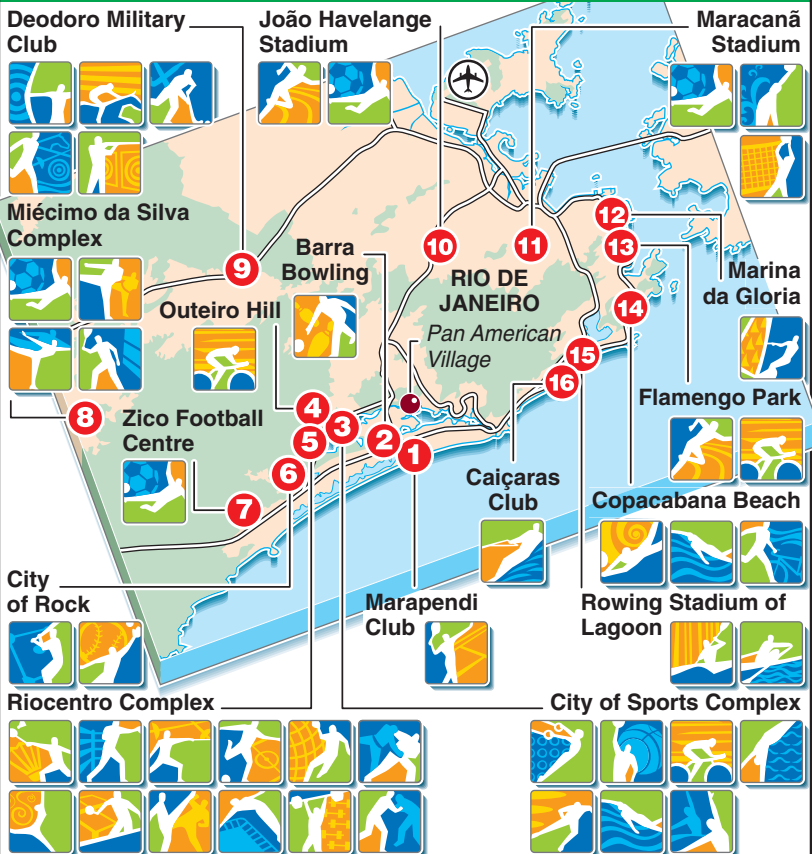 Deodoro Military
Club
João Havelange
Stadium
Maracanã
Stadium
Miécimo da Silva
Complex
9
Barra
Bowling
10
11
12
13
Marina
da Gloria
RIO DE
JANEIRO
Outeiro Hill
Pan American
Village
14
15
16
Flamengo Park
8
Zico Football
Centre
4
3
5
2
1
6
7
Caiçaras
Club
Copacabana Beach
City
of Rock
Marapendi
Club
Rowing Stadium of
Lagoon
Riocentro Complex
City of Sports Complex